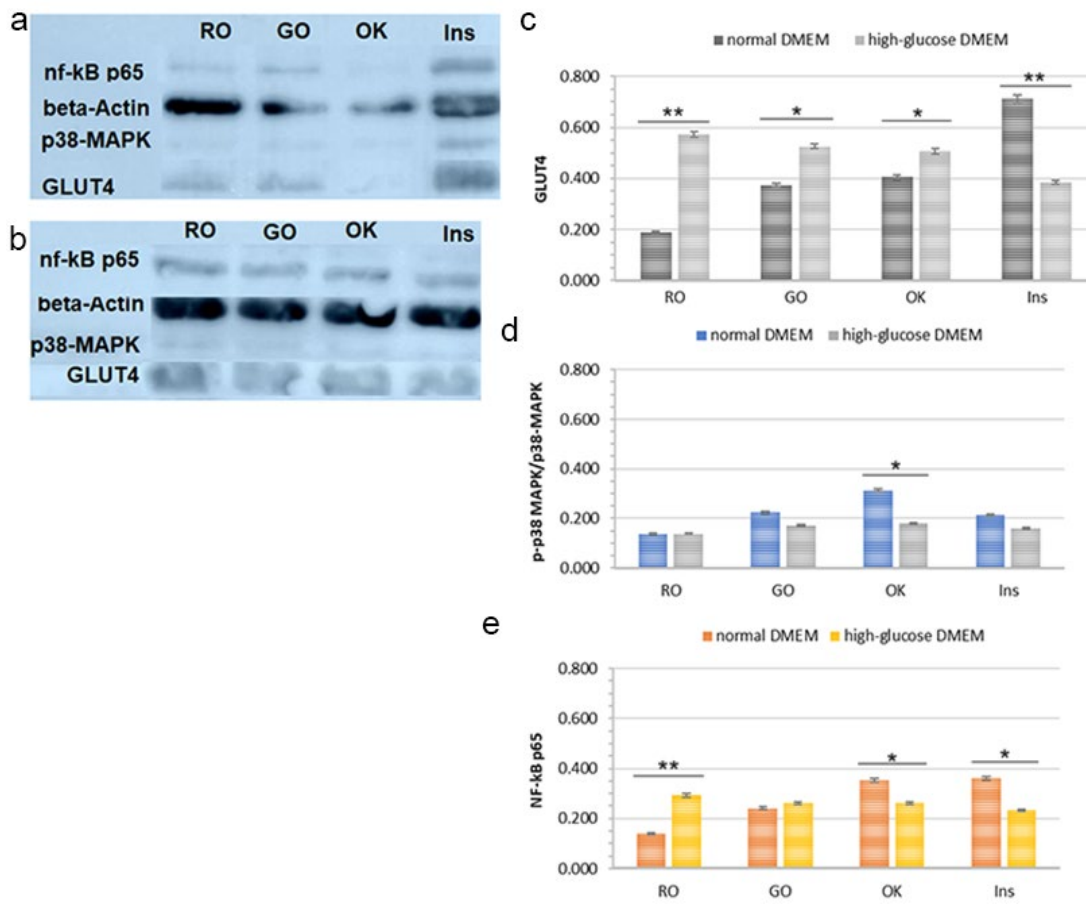 a
RO GO OK Ins
nf-kB p65
beta-Actin
p38-MAPK
GLUT4
b
RO GO OK Ins
nf-kB p65
beta-Actin
p38-MAPK
GLUT4
c
normal DMEM high-glucose DMEM
GLUT4
0.800
0.600
0.400
0.200
0.000
** * * **
RO GO OK Ins
d
normal DMEM high-glucose DMEM
p-p38 MAPK/p38-MAPK
0.800
0.600
0.400
0.200
0.000
*
RO GO OK Ins
e
normal DMEM high-glucose DMEM
NF-kB p65
0.800
0.600
0.400
0.200
0.000
** * *
RO GO OK Ins